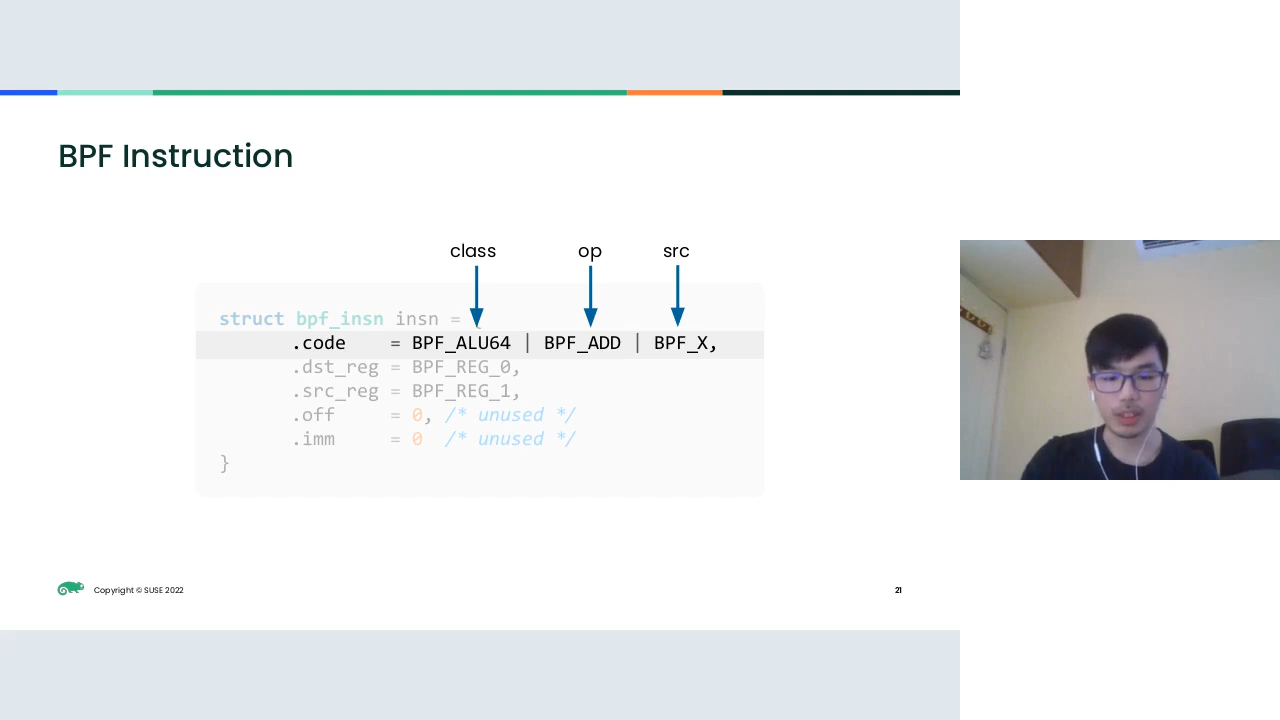 BPF Instruction
class op src
struct bpf_insn insn = {
.code = BPF_ALU64 | BPF_ADD | BPF_X,
.dst_reg = BPF_REG_0,
.src_reg = BPF_REG_1,
.off = 0, /* unused */
.imm = 0 /* unused */
}
Copyright © SUSE 2022
21